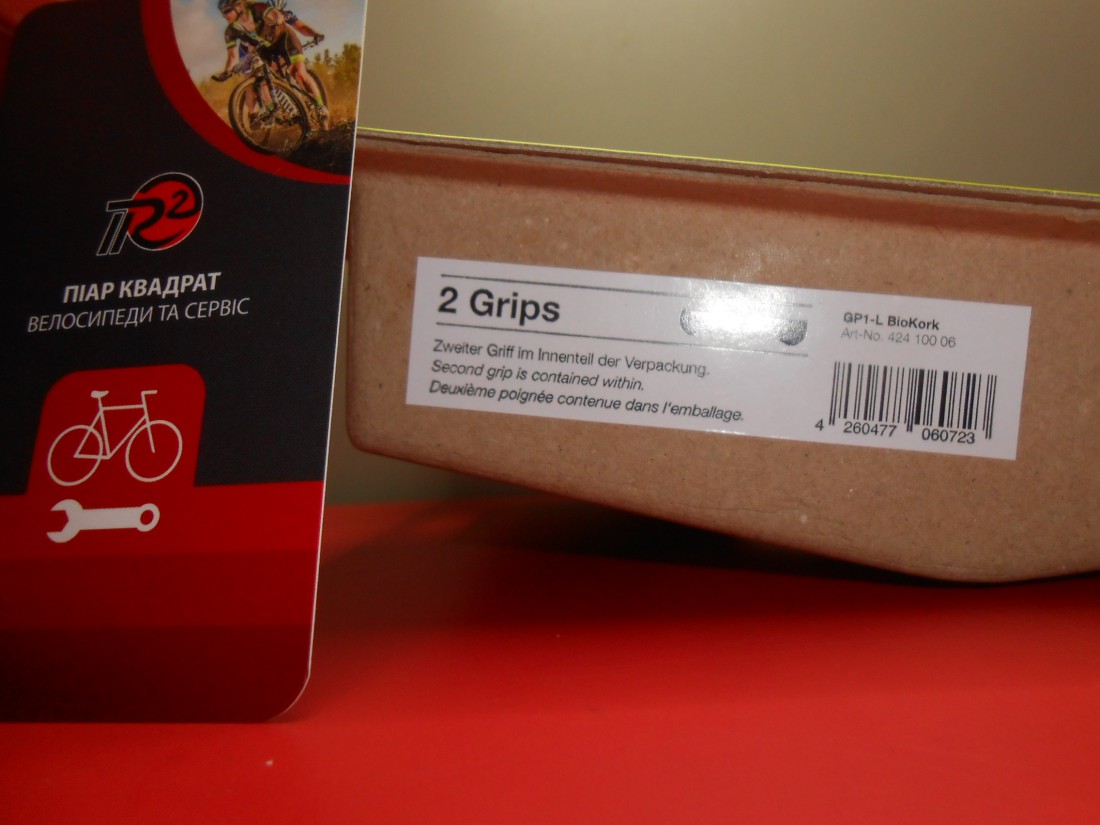 ПR2
ПІАР КВАДРАТ
ВЕЛОСИПЕДИ ТА СЕРВІС
2 Grips
Zweiter Griff im Innenteil der Verpackung.
Second grip is contained within.
Deuxième poignée contenue dans l'emballage.
GP1-L BioKork
Art-No. 424 100 06
4 260477 060723